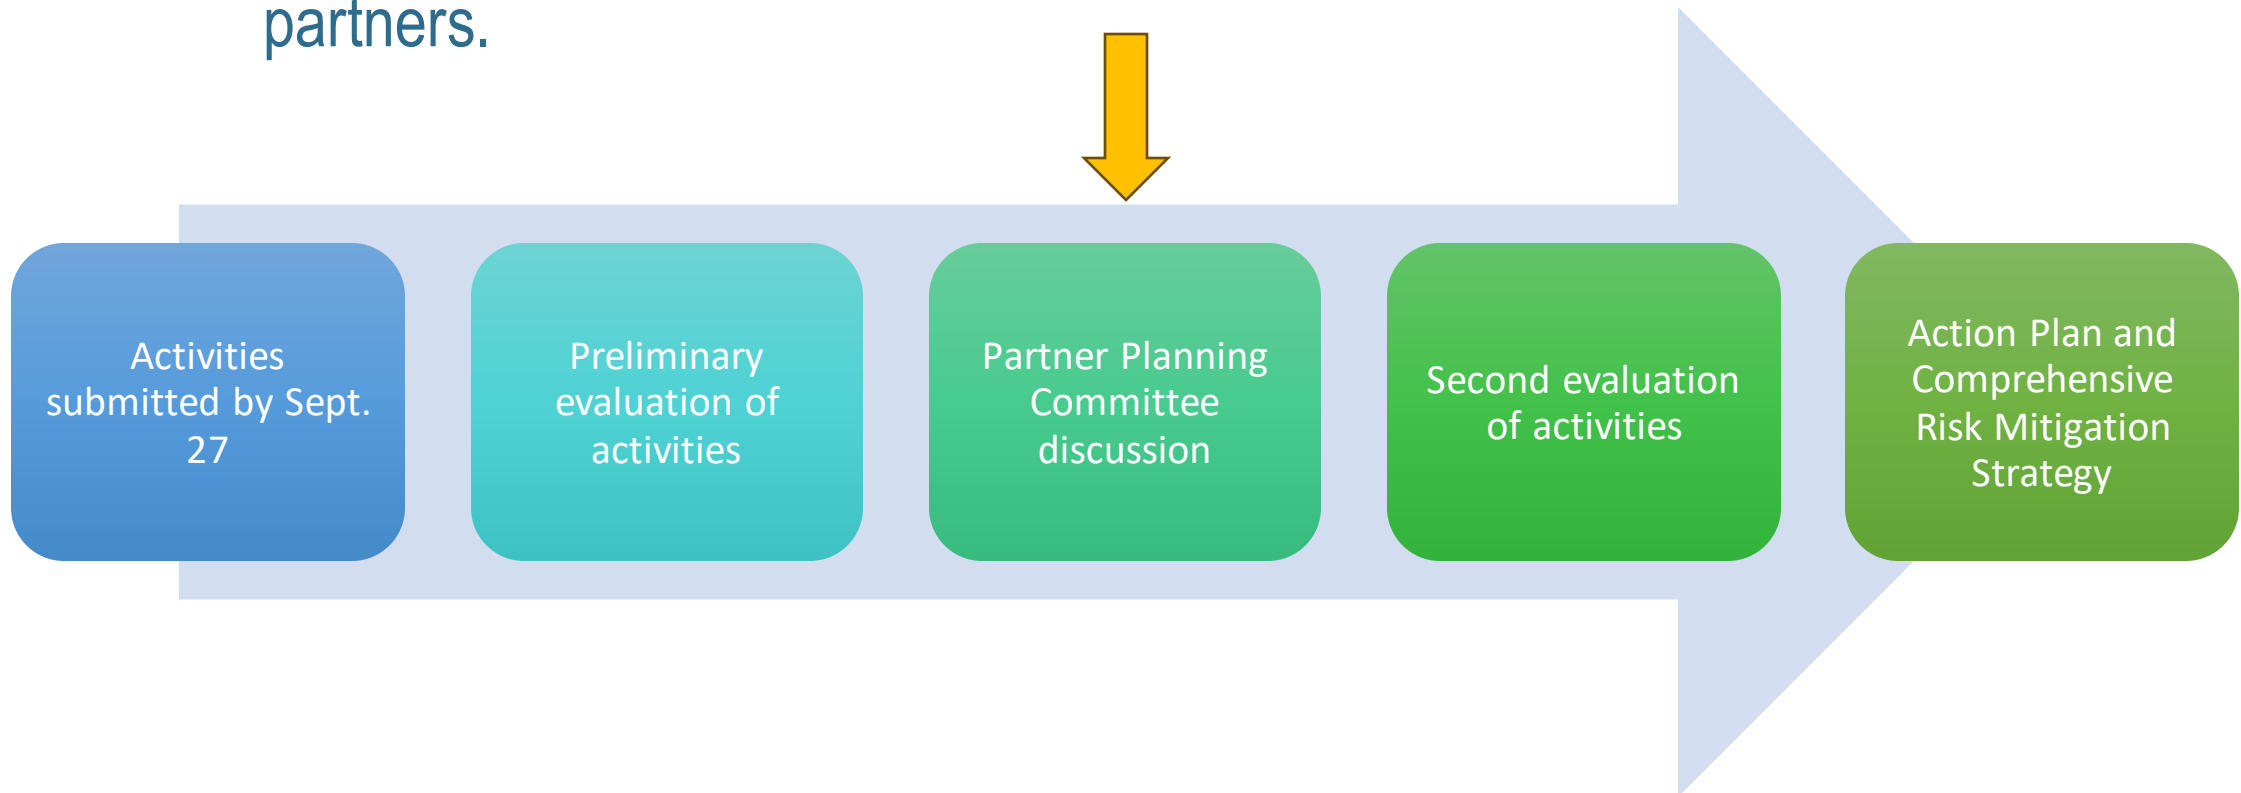 partners.
Activities
submitted by Sept.
27
Preliminary
evaluation of
activities
Partner Planning
Committee
discussion
Second evaluation
of activities
Action Plan and
Comprehensive
Risk Mitigation
Strategy